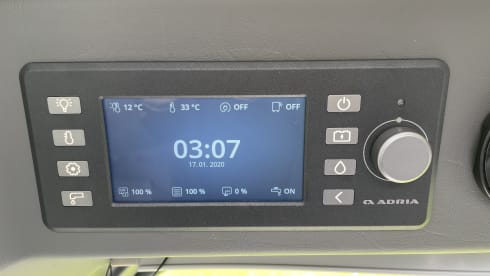 12 °C 33 °C OFF OFF
03:07
17.01.2020
100 % 100 % 0 % ON
ADRIA